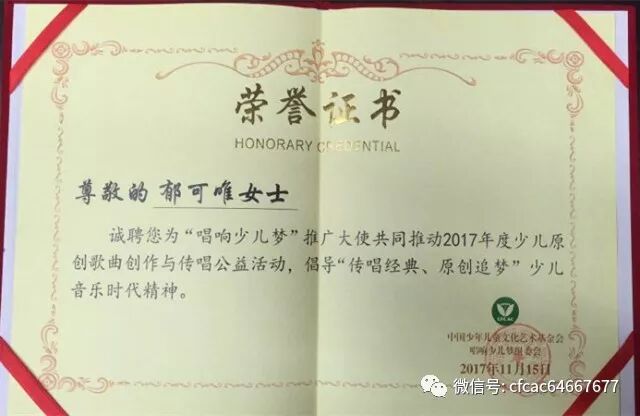 荣誉证书
HONORARY CREDENTIAL
尊敬的 郁可唯女士
诚聘您为“唱响少儿梦”推广大使共同推动2017年度少儿原
创歌曲创作与传唱公益活动，倡导“传唱经典、原创追梦”少儿
音乐时代精神。
CFCAC
中国少年儿童文化艺术基金会
唱响少儿梦组委会
2017年11月15日
微信号: cfcac64667677